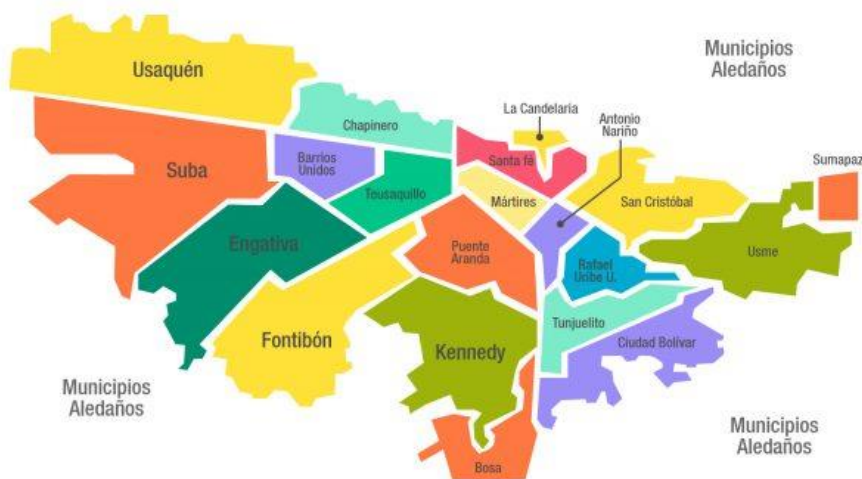 Usaquén
Municipios
Aledaños
La Candelaria
Antonio
Nariño
Chapinero
Suba
Barrios
Unidos
Santa fé
Sumapaz
Teusaquillo
Mártires
San Cristóbal
Engativa
Puente
Aranda
Rafael
Uribe U.
Usme
Fontibón
Kennedy
Tunjuelito
Ciudad Bolívar
Municipios
Aledaños
Municipios
Aledaños
Bosa